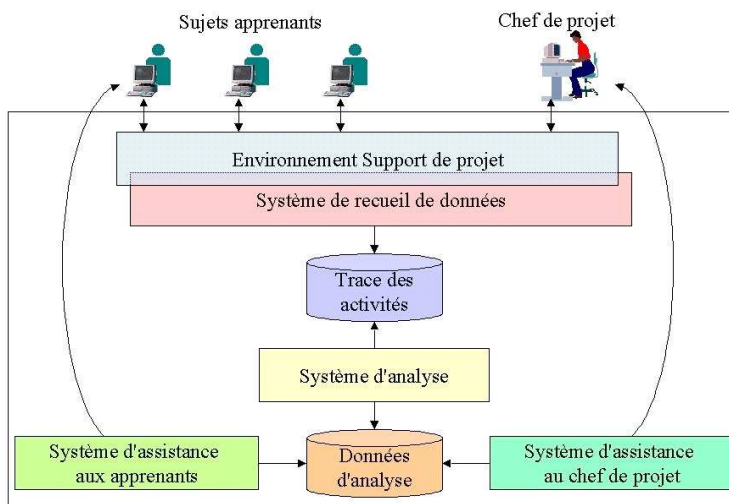 Sujets apprenants
Chef de projet
Environnement Support de projet
Système de recueil de données
Trace des
activités
Système d'analyse
Système d'assistance
aux apprenants
Données
d'analyse
Système d'assistance
au chef de projet